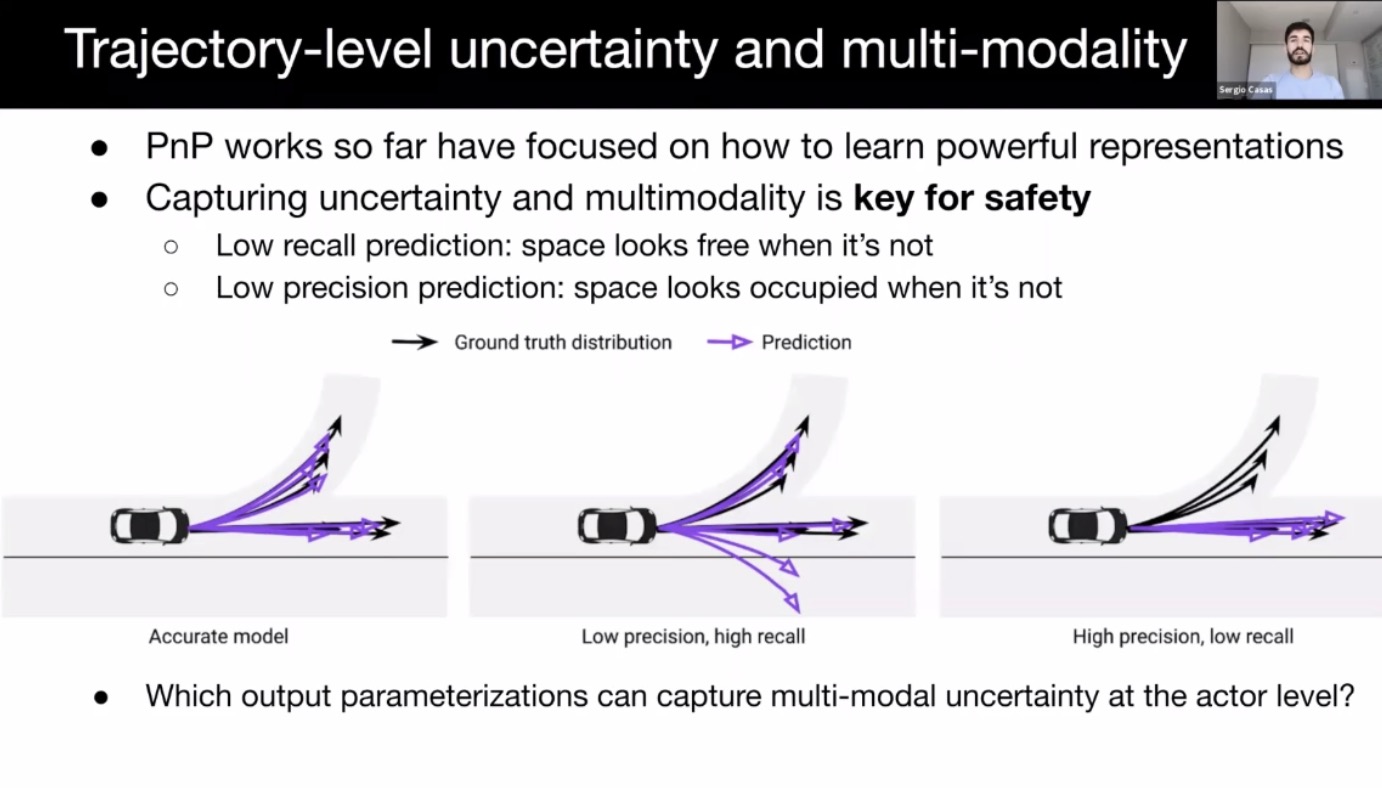 Trajectory-level uncertainty and multi-modality
Sergio Casas
● PnP works so far have focused on how to learn powerful representations
● Capturing uncertainty and multimodality is key for safety
○ Low recall prediction: space looks free when it's not
○ Low precision prediction: space looks occupied when it's not
Ground truth distribution Prediction
Accurate model Low precision, high recall High precision, low recall
● Which output parameterizations can capture multi-modal uncertainty at the actor level?